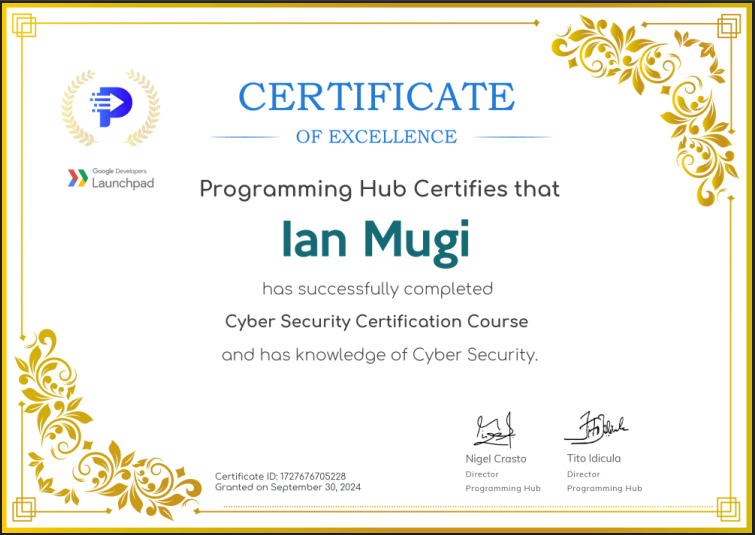 CERTIFICATE
OF EXCELLENCE
Google Developers
Launchpad
Programming Hub Certifies that
Ian Mugi
has successfully completed
Cyber Security Certification Course
and has knowledge of Cyber Security.
Certificate ID: 1727676705228
Granted on September 30, 2024
Nigel Crasto
Director
Programming Hub
Tito Idicula
Director
Programming Hub